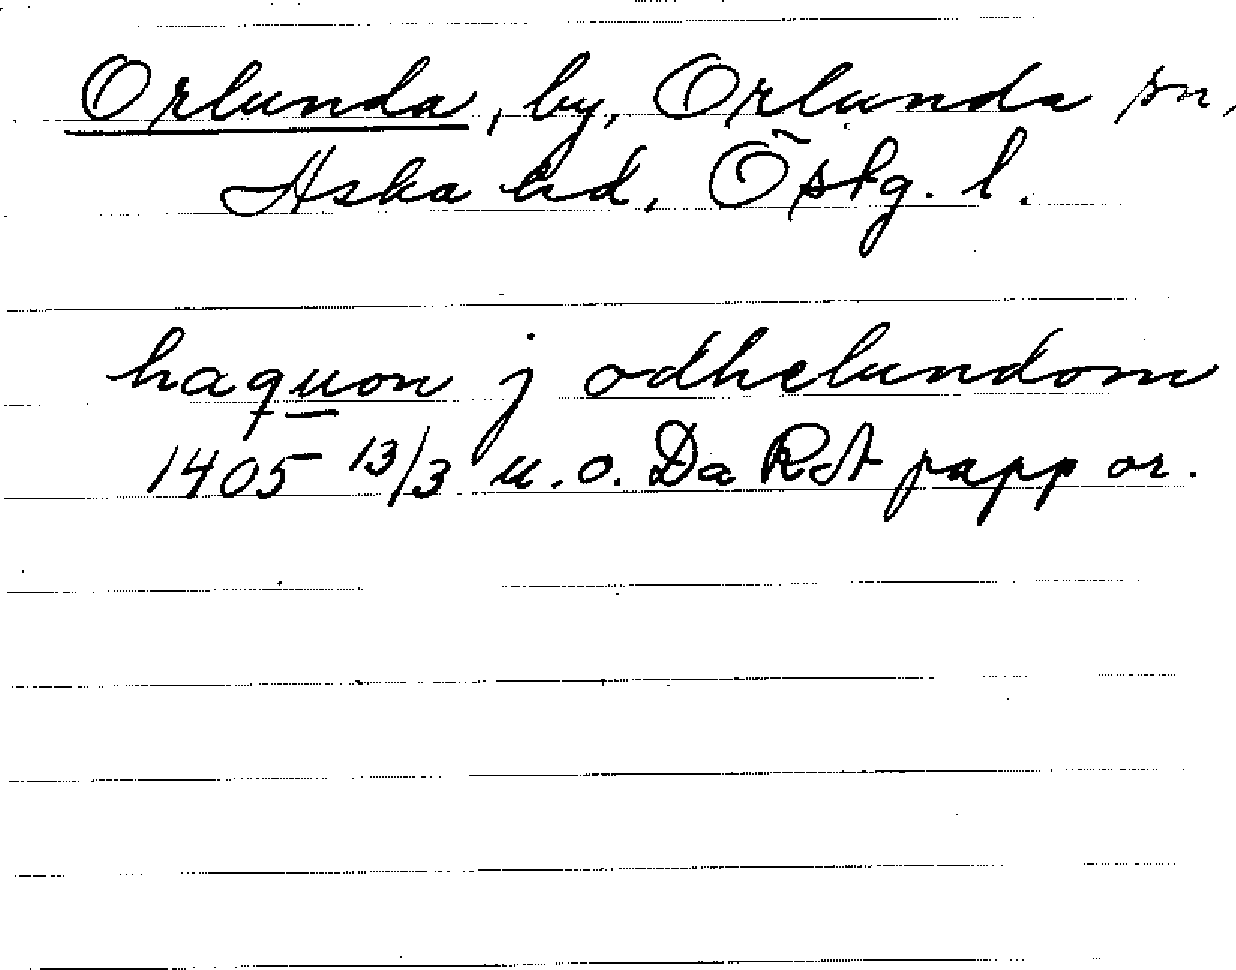 Orlunda, by, Orlunda sn,
Aska hd, Östg. l.
haquon j odhelundom
1405 13/3 u. o. Da RA papp or.